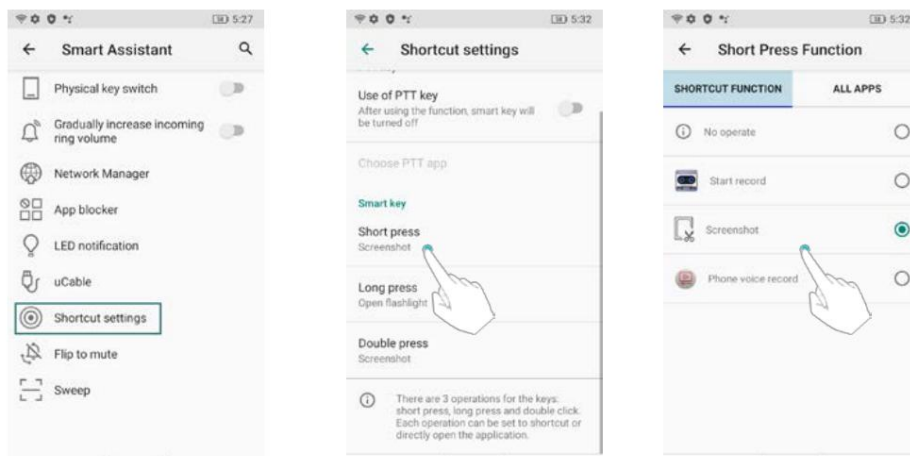 5:27
Smart Assistant
Physical key switch
Gradually increase incoming
ring volume
Network Manager
App blocker
LED notification
uCable
Shortcut settings
Flip to mute
Sweep
5:32
Shortcut settings
Use of PTT key
After using the function, smart key will
be turned off
Choose PTT app
Smart key
Short press
Screenshot
Long press
Open flashlight
Double press
Screenshot
There are 3 operations for the keys:
short press, long press and double click.
Each operation can be set to shortcut or
directly open the application.
5:32
Short Press Function
SHORTCUT FUNCTION
ALL APPS
No operate
Start record
Screenshot
Phone voice record